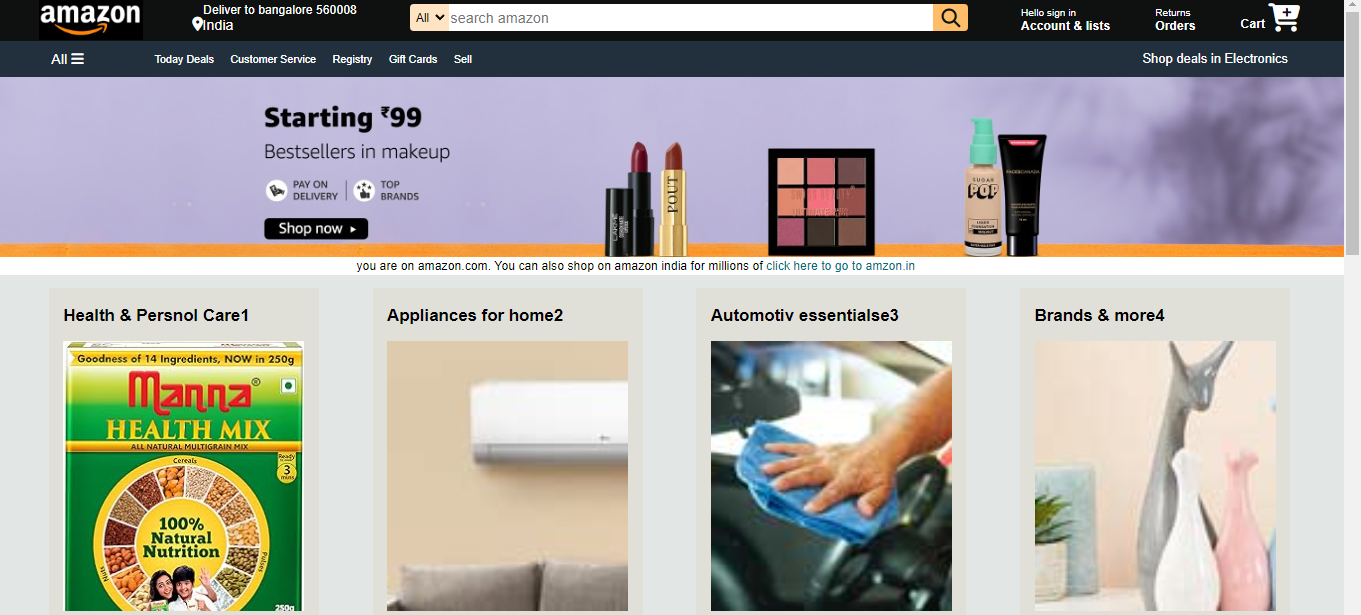 amazon
Deliver to bangalore 560008
India
All
search amazon
Hello sign in
Account & lists
Returns
Orders
Cart
All
Today Deals
Customer Service
Registry
Gift Cards
Sell
Shop deals in Electronics
Starting ₹99
Bestsellers in makeup
PAY ON
DELIVERY
TOP
BRANDS
Shop now
POUT
SUGAR
POP
FACESCANADA
you are on amazon.com. You can also shop on amazon india for millions of click here to go to amzon.in
Health & Persnol Care1
Appliances for home2
Automotiv essentialse3
Brands & more4
Goodness of 14 Ingredients, NOW in 250g
Manna®
HEALTH MIX
ALL NATURAL MULTIGRAIN MIX
Cereals
Ready
3
mins
100%
Natural
Nutrition
Nuts
Pulses
250g